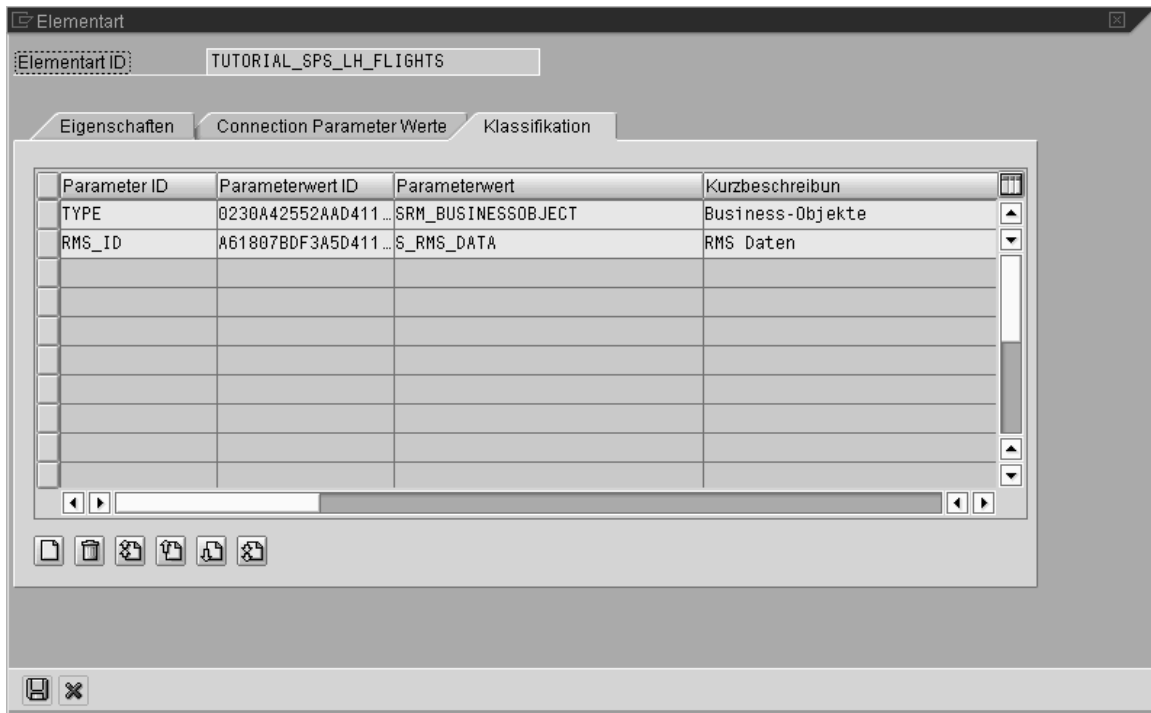 Elementart
Elementart ID: TUTORIAL_SPS_LH_FLIGHTS
Eigenschaften Connection Parameter Werte Klassifikation
Parameter ID Parameterwert ID Parameterwert Kurzbeschreibun
TYPE 0230A42552AAD411… SRM_BUSINESSOBJECT Business-Objekte
RMS_ID A61807BDF3A5D411… S_RMS_DATA RMS Daten